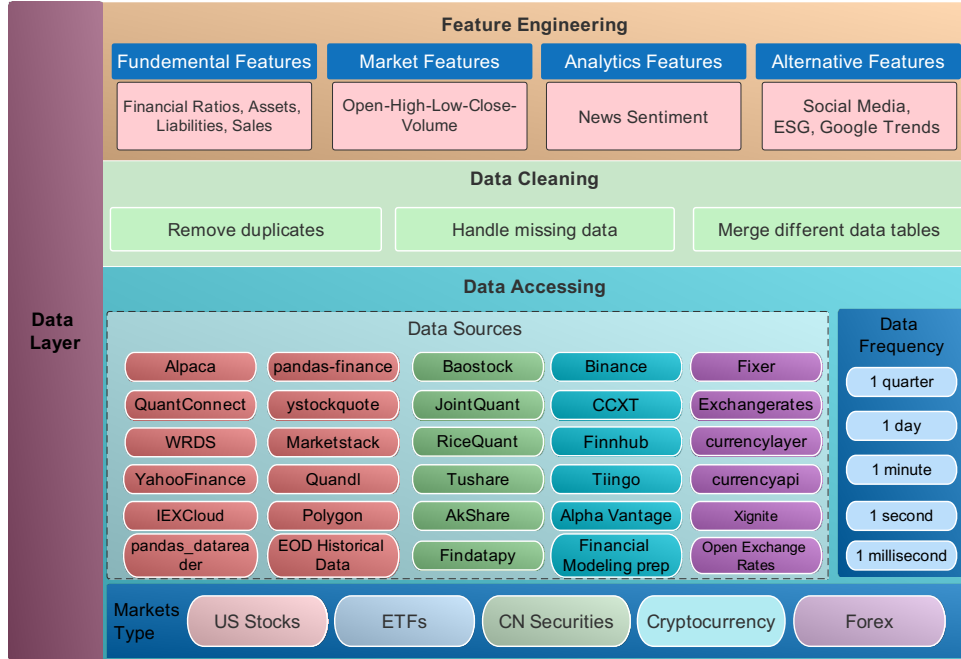 Feature Engineering
Fundemental Features
Market Features
Analytics Features
Alternative Features
Financial Ratios, Assets,
Liabilities, Sales
Open-High-Low-Close-
Volume
News Sentiment
Social Media,
ESG, Google Trends
Data Cleaning
Remove duplicates
Handle missing data
Merge different data tables
Data
Layer
Data Accessing
Data Sources
Alpaca
pandas-finance
Baostock
Binance
Fixer
QuantConnect
ystockquote
JointQuant
CCXT
Exchangerates
WRDS
Marketstack
RiceQuant
Finnhub
currencylayer
YahooFinance
Quandl
Tushare
Tiingo
currencyapi
IEXCloud
Polygon
AkShare
Alpha Vantage
Xignite
pandas_datarea
der
EOD Historical
Data
Findatapy
Financial
Modeling prep
Open Exchange
Rates
Data
Frequency
1 quarter
1 day
1 minute
1 second
1 millisecond
Markets
Type
US Stocks
ETFs
CN Securities
Cryptocurrency
Forex